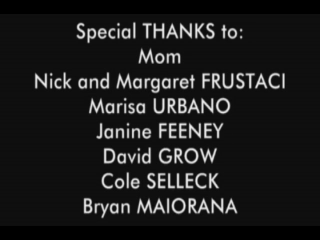 Special THANKS to:
Mom
Nick and Margaret FRUSTACI
Marisa URBANO
Janine FEENEY
David GROW
Cole SELLECK
Bryan MAIORANA